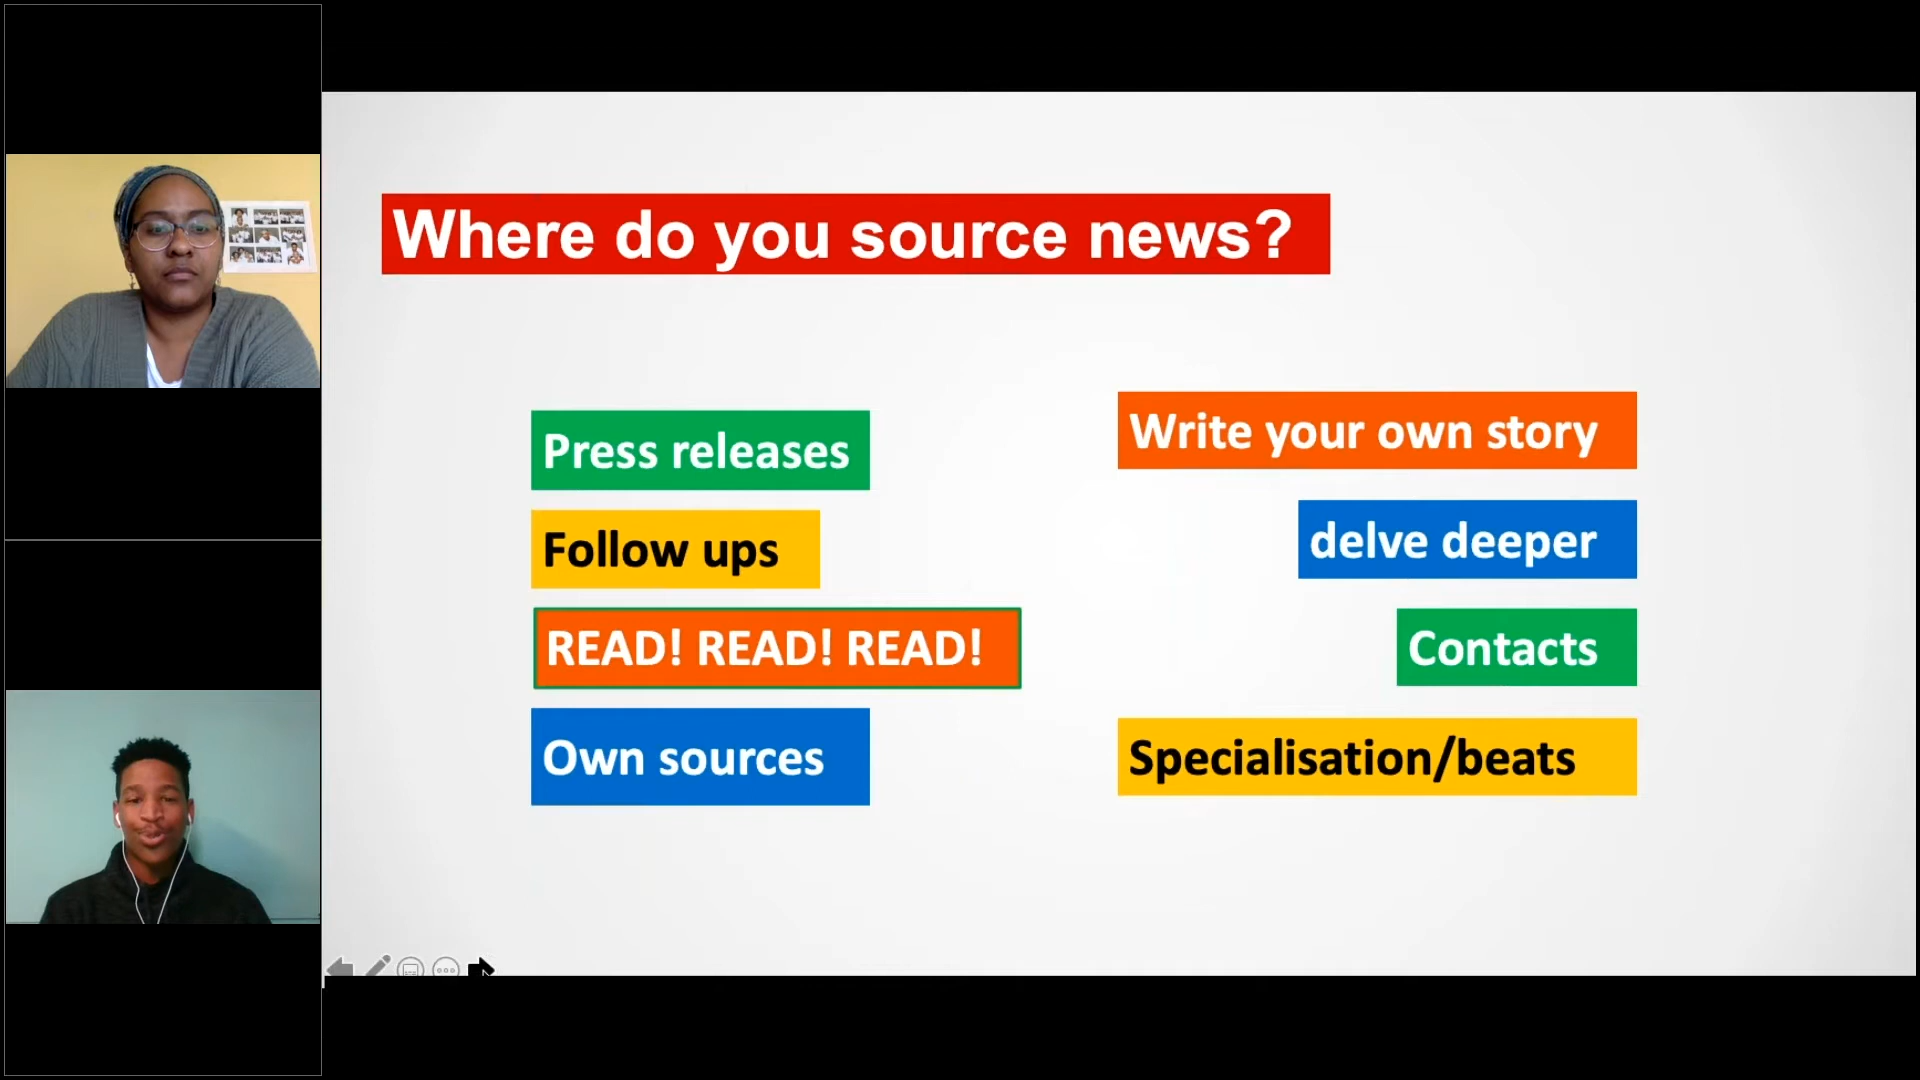 Where do you source news?
Press releases
Follow ups
READ! READ! READ!
Own sources
Write your own story
delve deeper
Contacts
Specialisation/beats